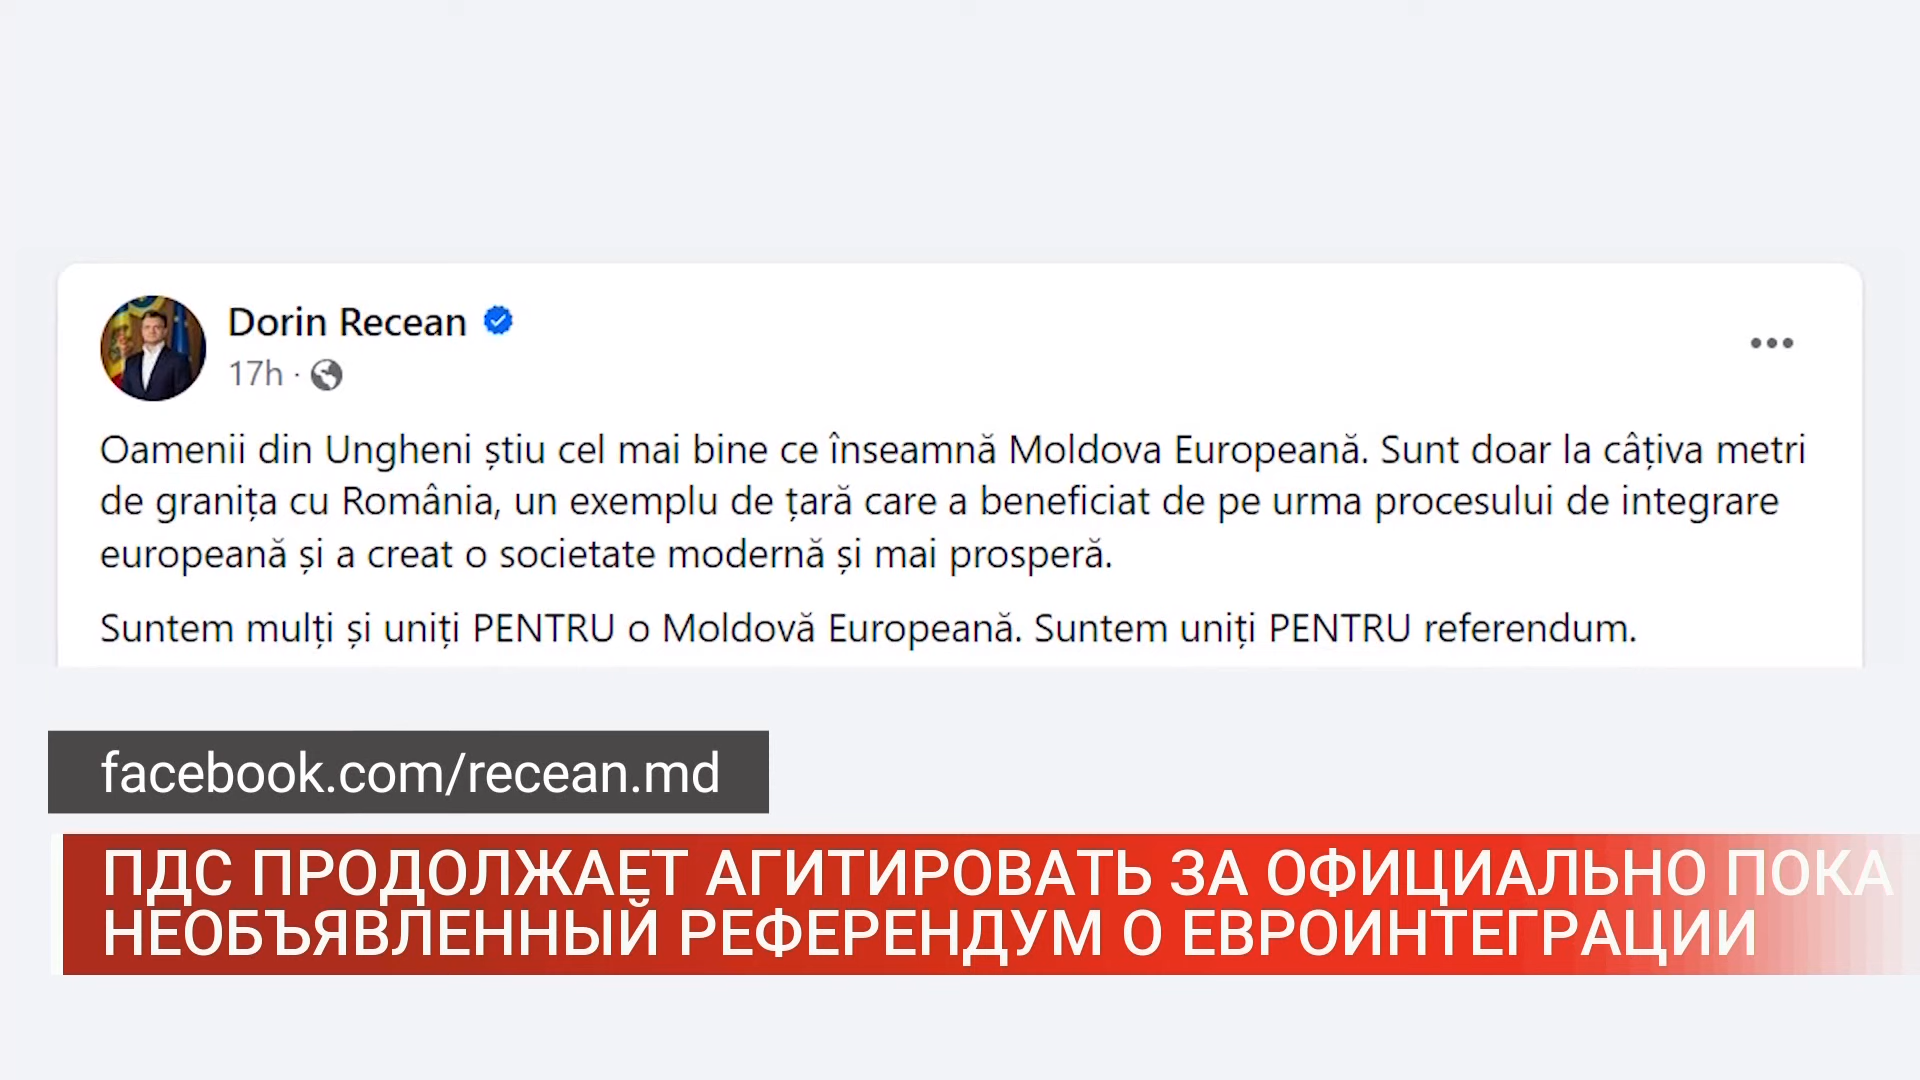 Dorin Recean
17h ·
Oamenii din Ungheni știu cel mai bine ce înseamnă Moldova Europeană. Sunt doar la câțiva metri
de granița cu România, un exemplu de țară care a beneficiat de pe urma procesului de integrare
europeană și a creat o societate modernă și mai prosperă.
Suntem mulți și uniți PENTRU o Moldovă Europeană. Suntem uniți PENTRU referendum.
facebook.com/recean.md
ПДС ПРОДОЛЖАЕТ АГИТИРОВАТЬ ЗА ОФИЦИАЛЬНО ПОКА
НЕОБЪЯВЛЕННЫЙ РЕФЕРЕНДУМ О ЕВРОИНТЕГРАЦИИ